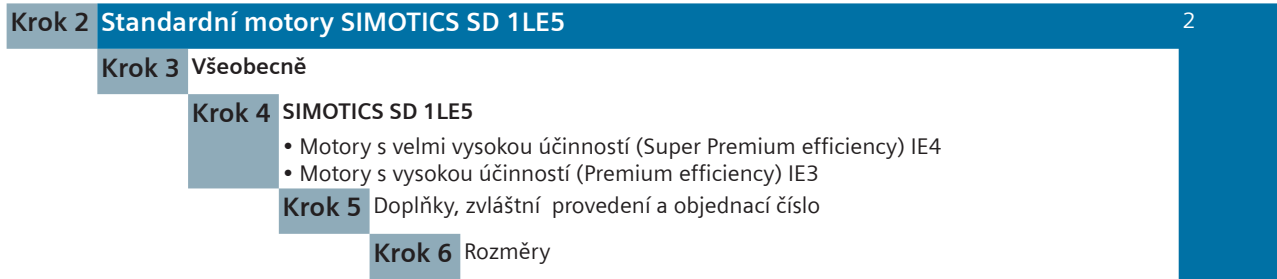 Krok 2 Standardní motory SIMOTICS SD 1LE5 2
Krok 3 Všeobecně
Krok 4 SIMOTICS SD 1LE5
• Motory s velmi vysokou účinností (Super Premium efficiency) IE4
• Motory s vysokou účinností (Premium efficiency) IE3
Krok 5 Doplňky, zvláštní provedení a objednací číslo
Krok 6 Rozměry